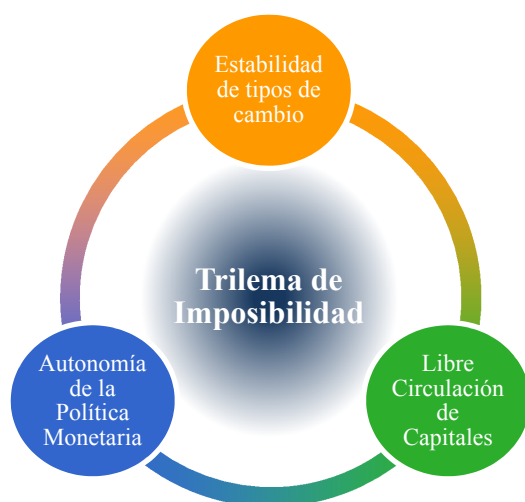 Estabilidad
de tipos de
cambio
Trilema de
Imposibilidad
Autonomía
de la
Política
Monetaria
Libre
Circulación
de
Capitales